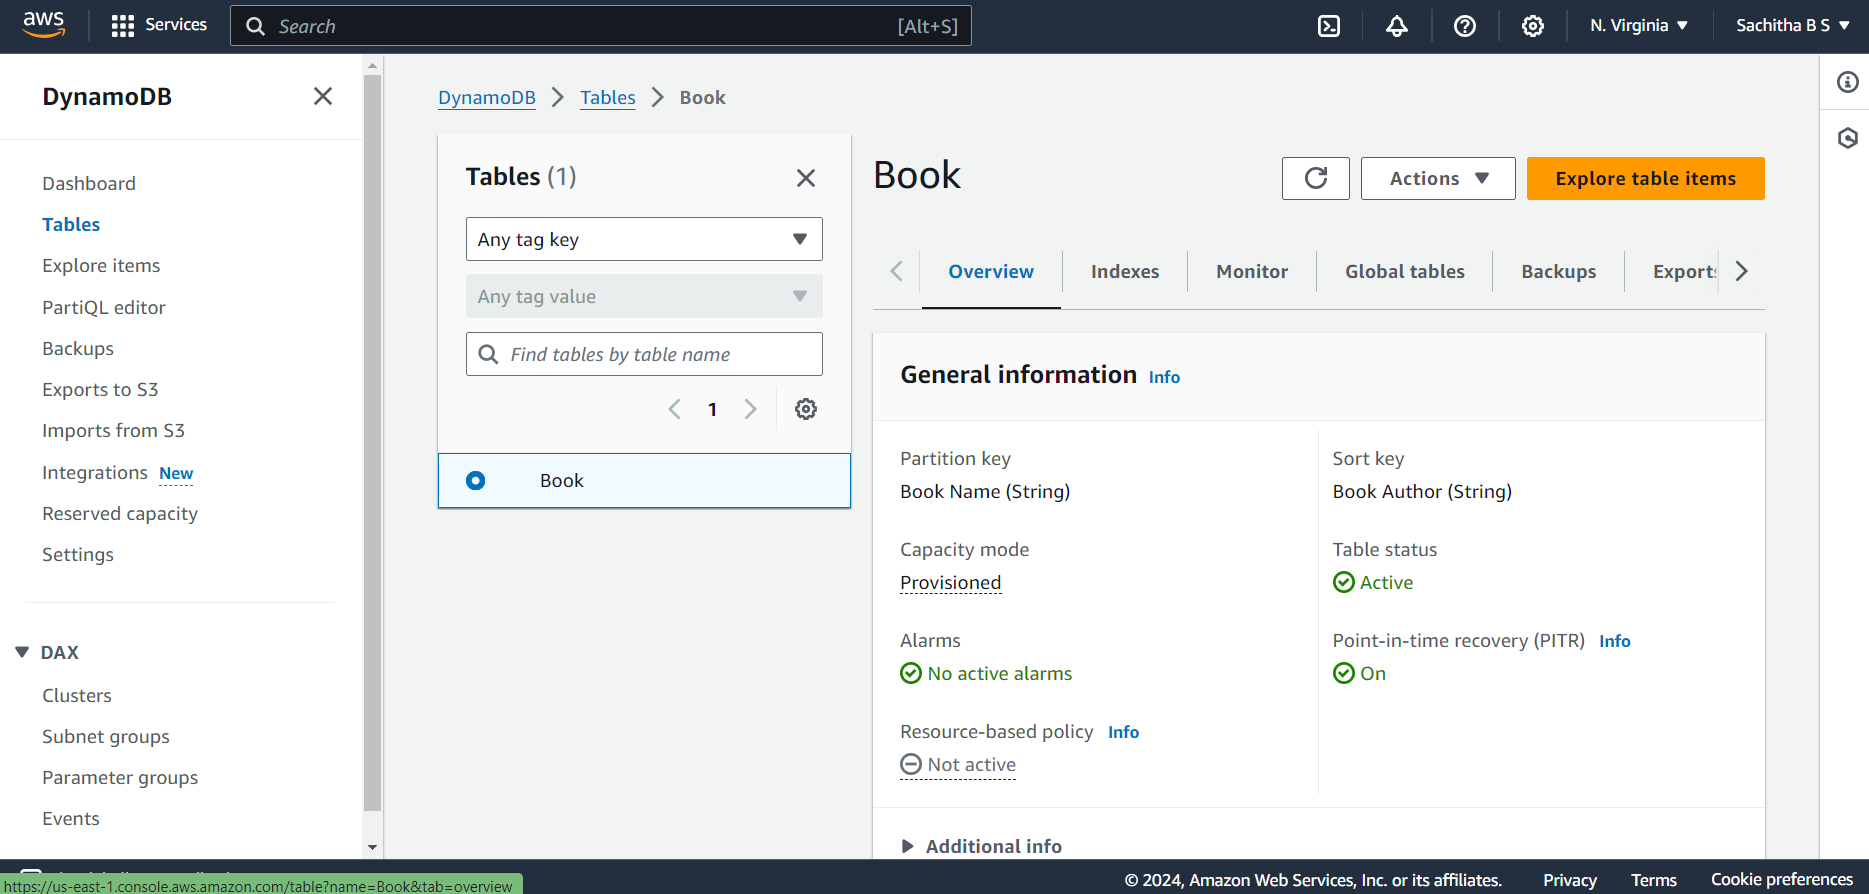 aws
Services
Search
[Alt+S]
N. Virginia
Sachitha B S
DynamoDB
Dashboard
Tables
Explore items
PartiQL editor
Backups
Exports to S3
Imports from S3
Integrations New
Reserved capacity
Settings
DAX
Clusters
Subnet groups
Parameter groups
Events
DynamoDB
Tables
Book
Tables (1)
Any tag key
Any tag value
Find tables by table name
1
Book
Book
Actions
Explore table items
Overview
Indexes
Monitor
Global tables
Backups
Exports
General information Info
Partition key
Book Name (String)
Sort key
Book Author (String)
Capacity mode
Provisioned
Table status
Active
Alarms
No active alarms
Point-in-time recovery (PITR) Info
On
Resource-based policy Info
Not active
Additional info
https://us-east-1.console.aws.amazon.com/table?name=Book&tab=overview
© 2024, Amazon Web Services, Inc. or its affiliates.
Privacy
Terms
Cookie preferences